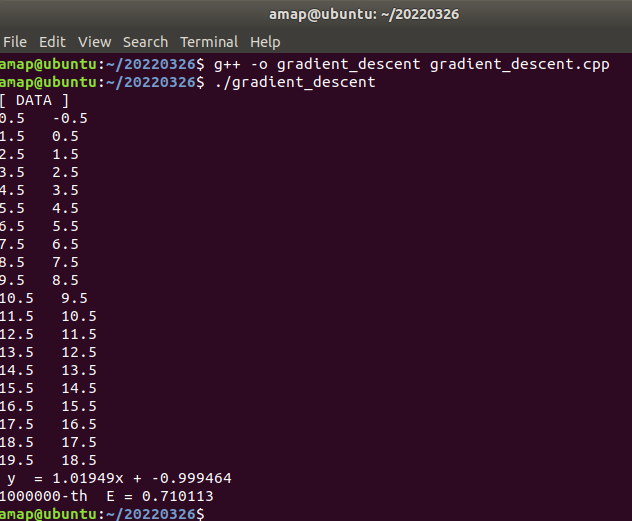 amap@ubuntu: ~/20220326
File Edit View Search Terminal Help
amap@ubuntu:~/20220326$ g++ -o gradient_descent gradient_descent.cpp
amap@ubuntu:~/20220326$ ./gradient_descent
[ DATA ]
0.5   -0.5
1.5   0.5
2.5   1.5
3.5   2.5
4.5   3.5
5.5   4.5
6.5   5.5
7.5   6.5
8.5   7.5
9.5   8.5
10.5   9.5
11.5   10.5
12.5   11.5
13.5   12.5
14.5   13.5
15.5   14.5
16.5   15.5
17.5   16.5
18.5   17.5
19.5   18.5
 y  = 1.01949x + -0.999464
1000000-th  E = 0.710113
amap@ubuntu:~/20220326$